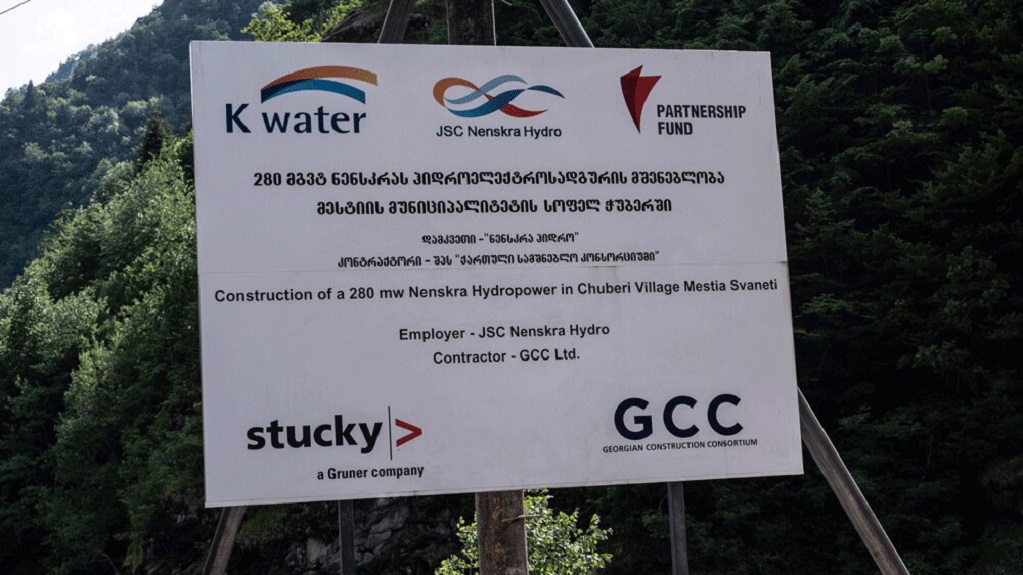 K water
JSC Nenskra Hydro
PARTNERSHIP
FUND
280 მგვტ ნენსკრას ჰიდროელექტროსადგურის მშენებლობა
მესტიის მუნიციპალიტეტის სოფელ ჭუბერში
დამკვეთი -"ნენსკრა ჰიდრო"
კონტრაქტორი - შპს "ქართული სამშენებლო კონსორციუმი"
Construction of a 280 mw Nenskra Hydropower in Chuberi Village Mestia Svaneti
Employer - JSC Nenskra Hydro
Contractor - GCC Ltd.
stucky>
a Gruner company
GCC
GEORGIAN CONSTRUCTION CONSORTIUM